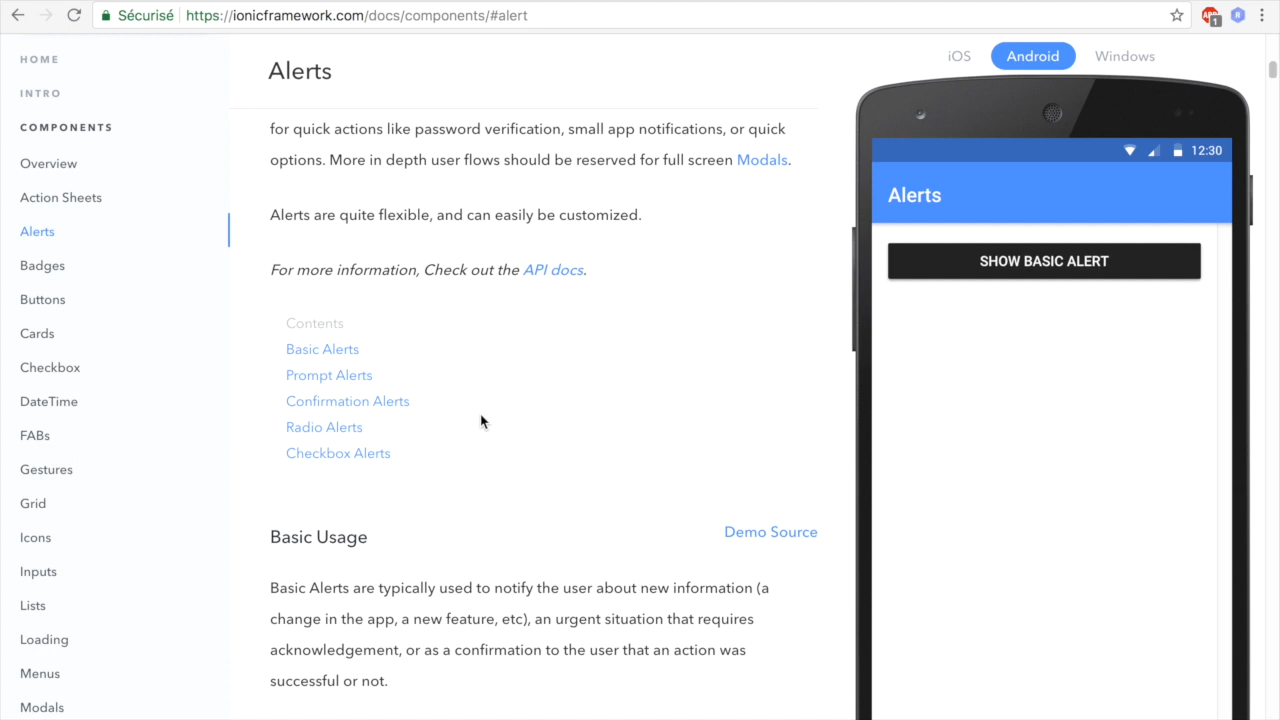 Sécurisé https://ionicframework.com/docs/components/#alert
1
HOME
INTRO
COMPONENTS
Overview
Action Sheets
Alerts
Badges
Buttons
Cards
Checkbox
DateTime
FABs
Gestures
Grid
Icons
Inputs
Lists
Loading
Menus
Modals
Alerts
for quick actions like password verification, small app notifications, or quick
options. More in depth user flows should be reserved for full screen Modals.
Alerts are quite flexible, and can easily be customized.
For more information, Check out the API docs.
Contents
Basic Alerts
Prompt Alerts
Confirmation Alerts
Radio Alerts
Checkbox Alerts
Basic Usage
Demo Source
Basic Alerts are typically used to notify the user about new information (a
change in the app, a new feature, etc), an urgent situation that requires
acknowledgement, or as a confirmation to the user that an action was
successful or not.
iOS Android Windows
12:30
Alerts
SHOW BASIC ALERT